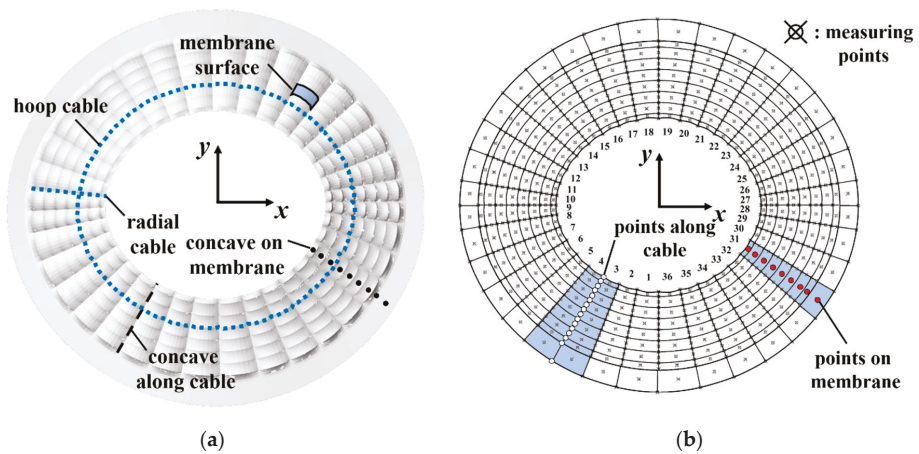 membrane
surface
hoop cable
y
x
radial
cable
concave on
membrane
concave
along cable
(a)
: measuring
points
16 17 18 19 20 21
15 22
14 23
13 24
12 25
11 26
10 27
9 28
8 29
7 30
6 31
5 32
4 33
3 2 1 36 35 34
y
x
points along
cable
points on
membrane
(b)